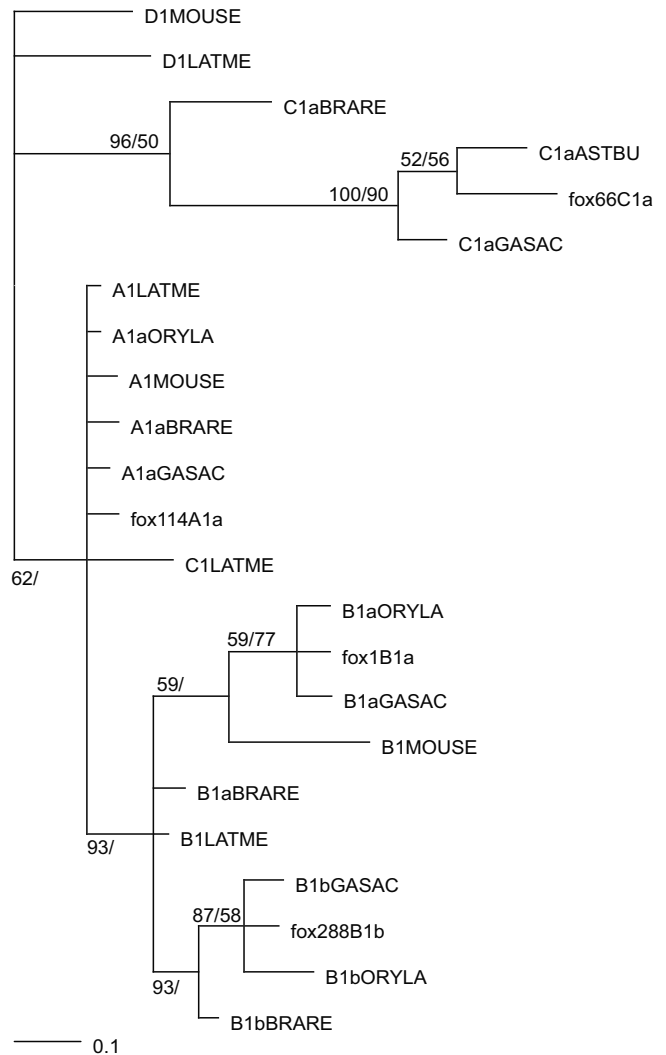 D1MOUSE
D1LATME
C1aBRARE
96/50
C1aASTBU
52/56
fox66C1a
100/90
C1aGASAC
A1LATME
A1aORYLA
A1MOUSE
A1aBRARE
A1aGASAC
fox114A1a
C1LATME
62/
B1aORYLA
59/77
fox1B1a
59/
B1aGASAC
B1MOUSE
B1aBRARE
B1LATME
93/
B1bGASAC
87/58
fox288B1b
B1bORYLA
93/
B1bBRARE
0.1